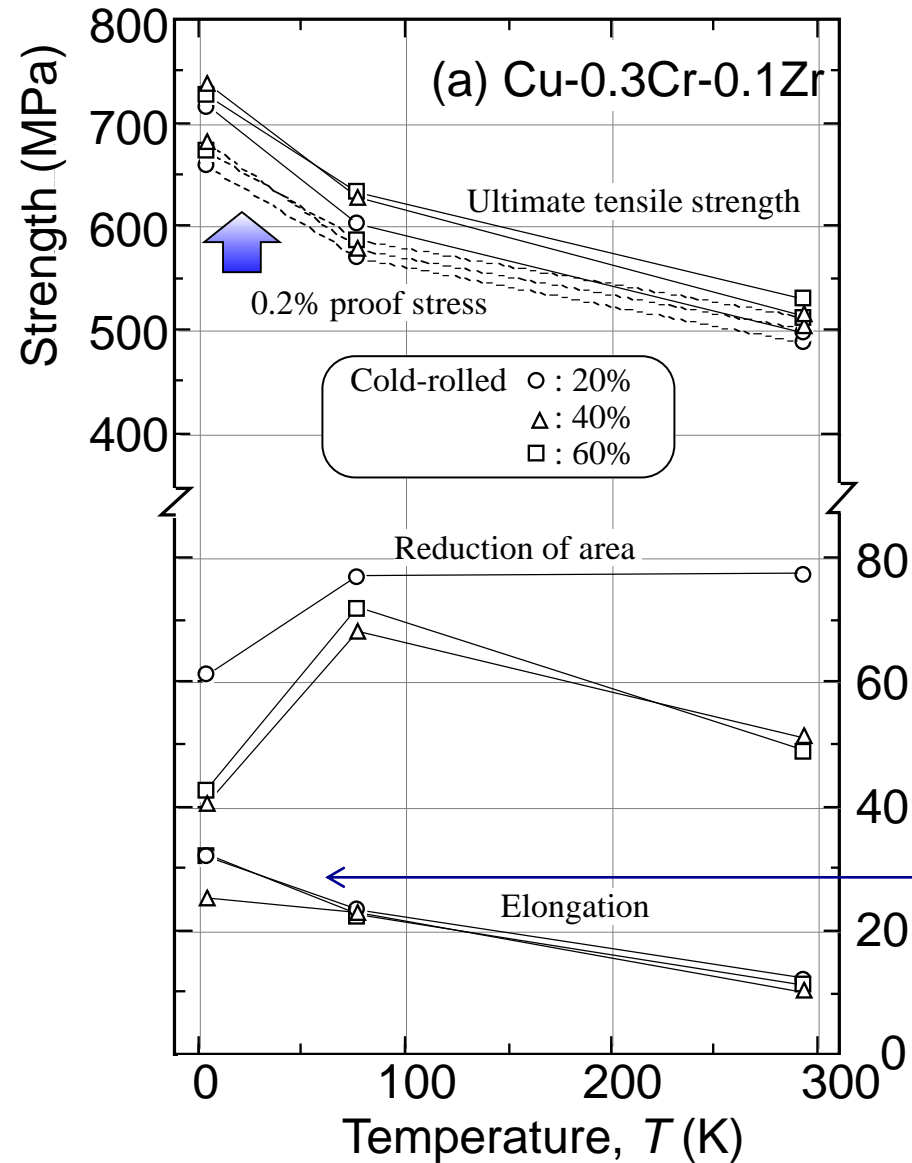 800
700
600
500
400
Strength (MPa)
(a) Cu-0.3Cr-0.1Zr
Ultimate tensile strength
0.2% proof stress
Cold-rolled ○ : 20%
△ : 40%
□ : 60%
Reduction of area
Elongation
80
60
40
20
0
0 100 200 300
Temperature, T (K)